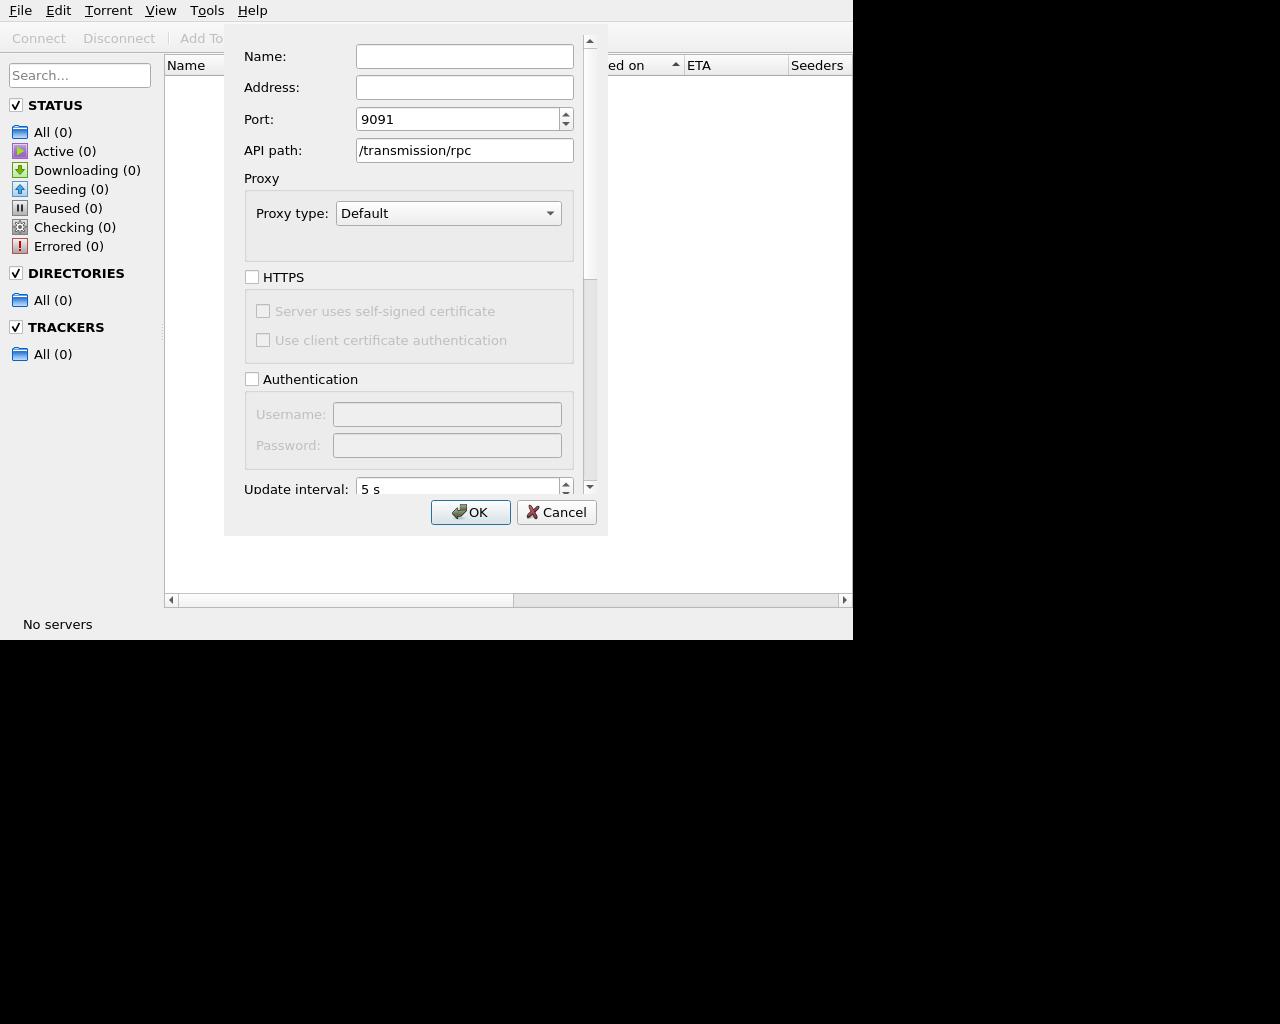 File Edit Torrent View Tools Help
Connect Disconnect Add To
Name ed on ETA Seeders
Search...
STATUS
All (0)
Active (0)
Downloading (0)
Seeding (0)
Paused (0)
Checking (0)
Errored (0)
DIRECTORIES
All (0)
TRACKERS
All (0)
Name:
Address:
Port: 9091
API path: /transmission/rpc
Proxy
Proxy type: Default
HTTPS
Server uses self-signed certificate
Use client certificate authentication
Authentication
Username:
Password:
Update interval: 5 s
OK Cancel
No servers